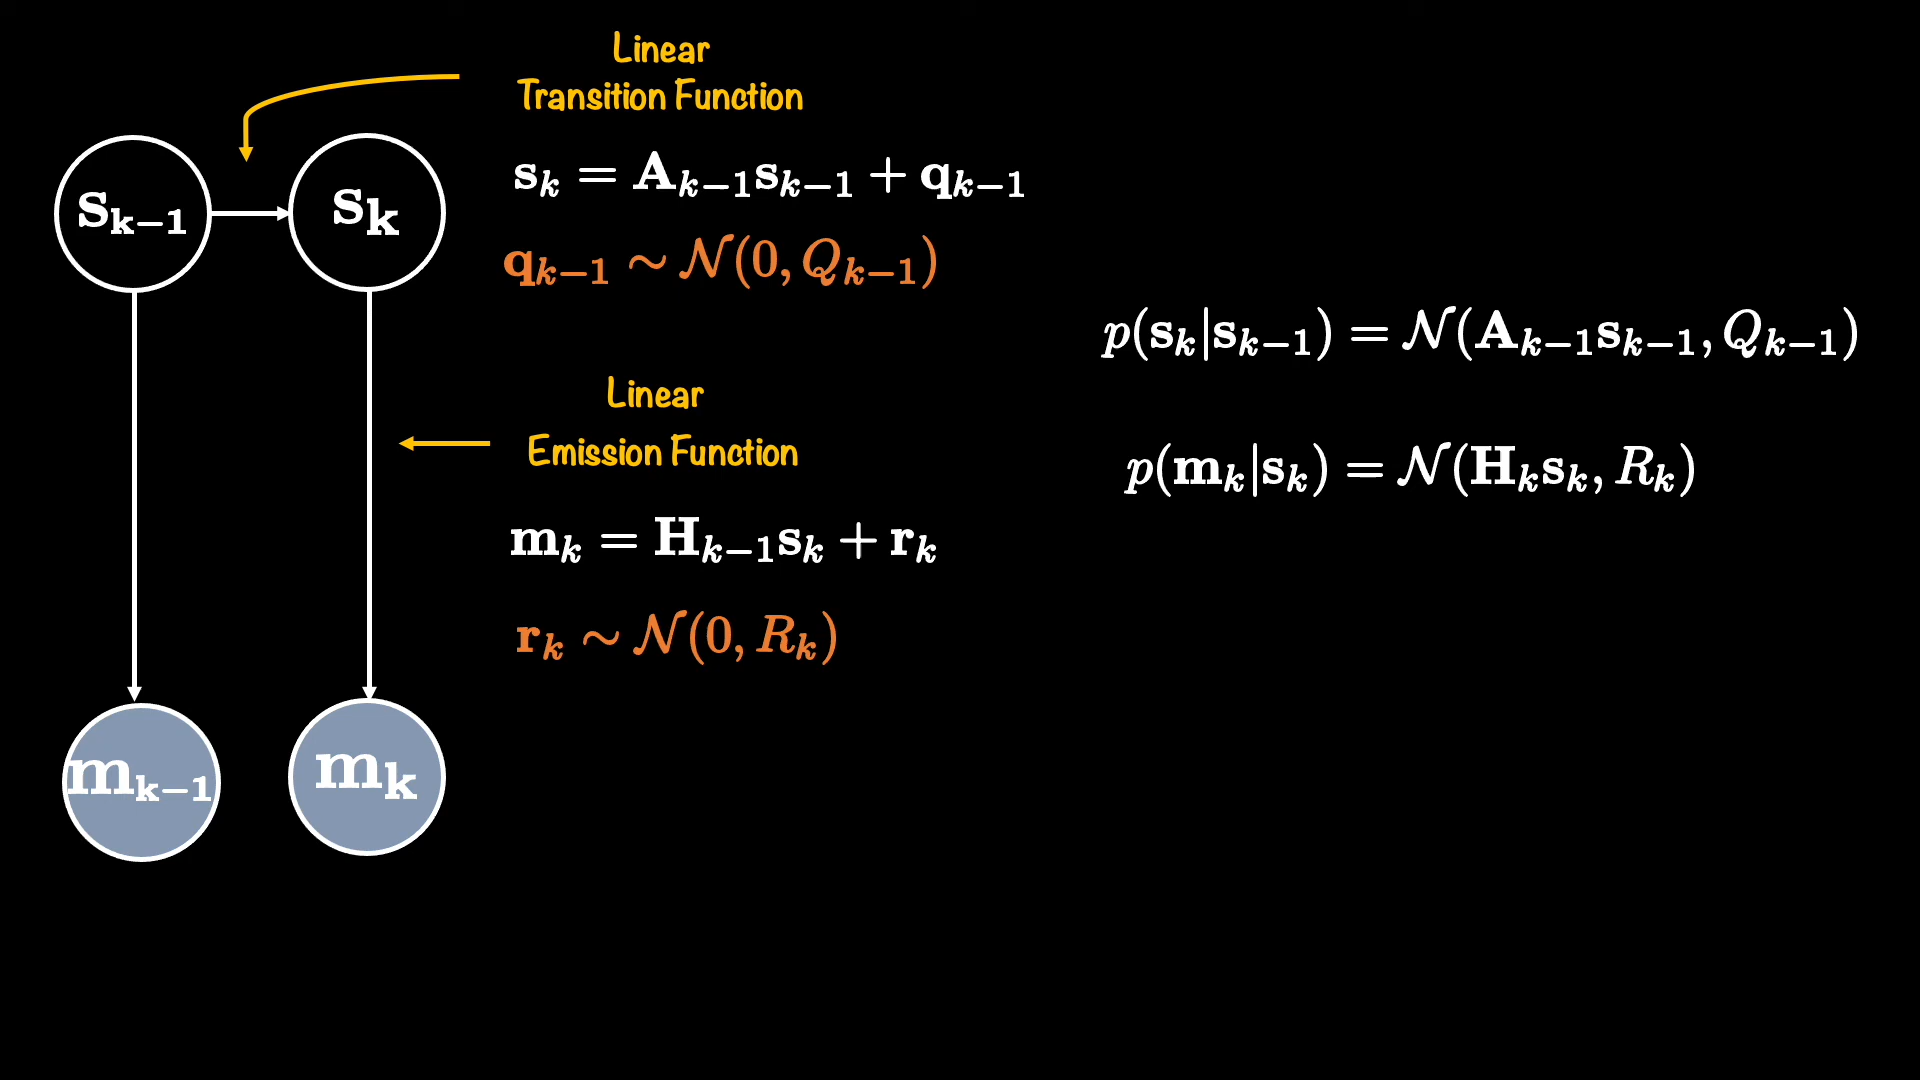 Linear
Transition Function
s_{k-1}
s_k
s_k = A_{k-1}s_{k-1} + q_{k-1}
q_{k-1} ∼ 𝒩(0, Q_{k-1})
p(s_k|s_{k-1}) = 𝒩(A_{k-1}s_{k-1}, Q_{k-1})
Linear
Emission Function
p(m_k|s_k) = 𝒩(H_k s_k, R_k)
m_k = H_{k-1}s_k + r_k
r_k ∼ 𝒩(0, R_k)
m_{k-1}
m_k